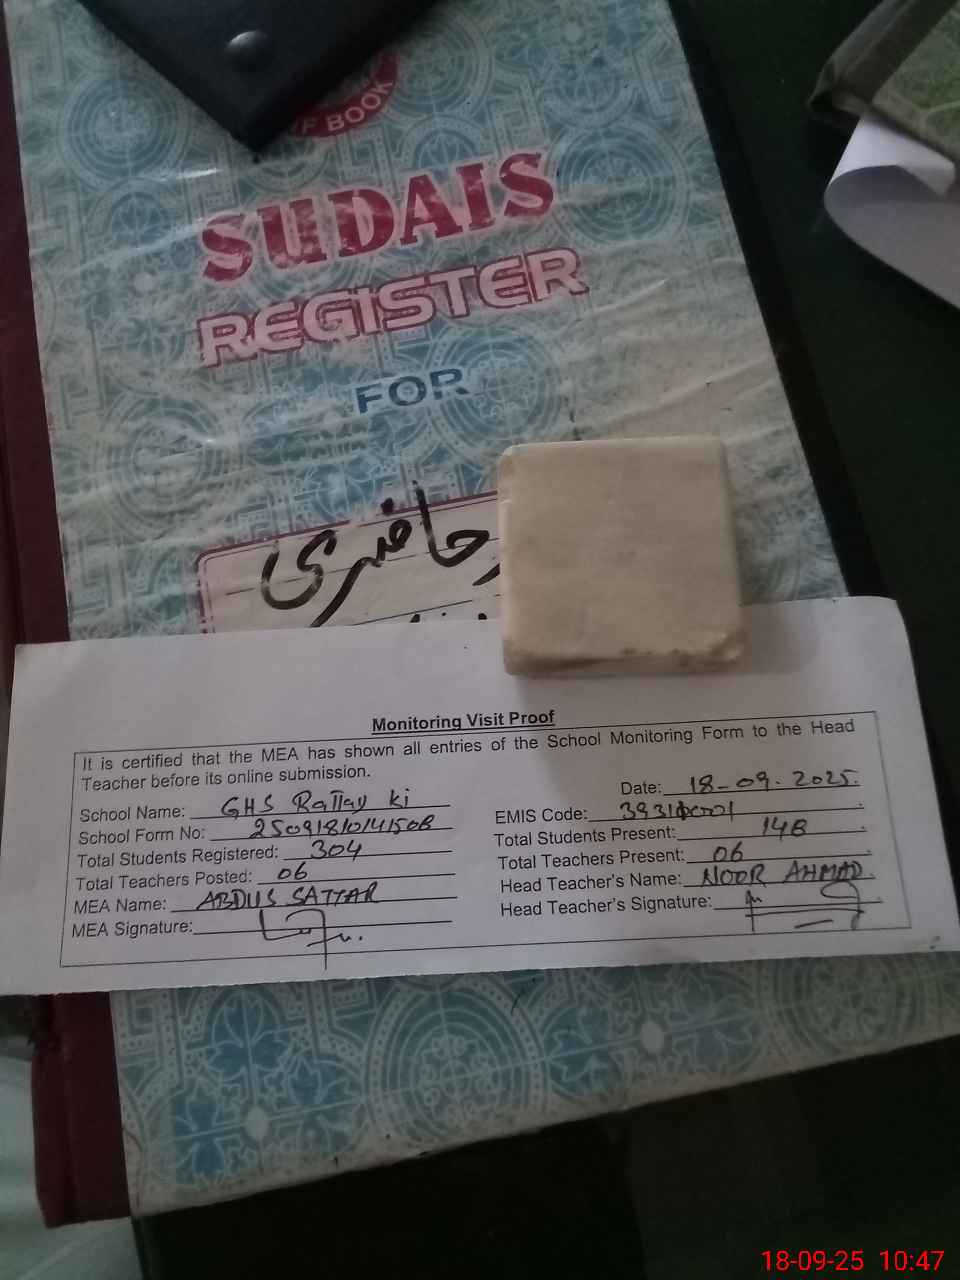 OF BOOK
SUDAIS
REGISTER
FOR
حاضری
Monitoring Visit Proof
It is certified that the MEA has shown all entries of the School Monitoring Form to the Head
Teacher before its online submission.
Date: 18-09-2025.
School Name: GHS Rattay ki
EMIS Code:
School Form No:
Total Students Present: 148
Total Students Registered: 304
Total Teachers Present: 06
Total Teachers Posted: 06
Head Teacher's Name: NOOR AHMAD.
MEA Name: ABDUS SATTAR
Head Teacher's Signature:
MEA Signature:
18-09-25 10:47